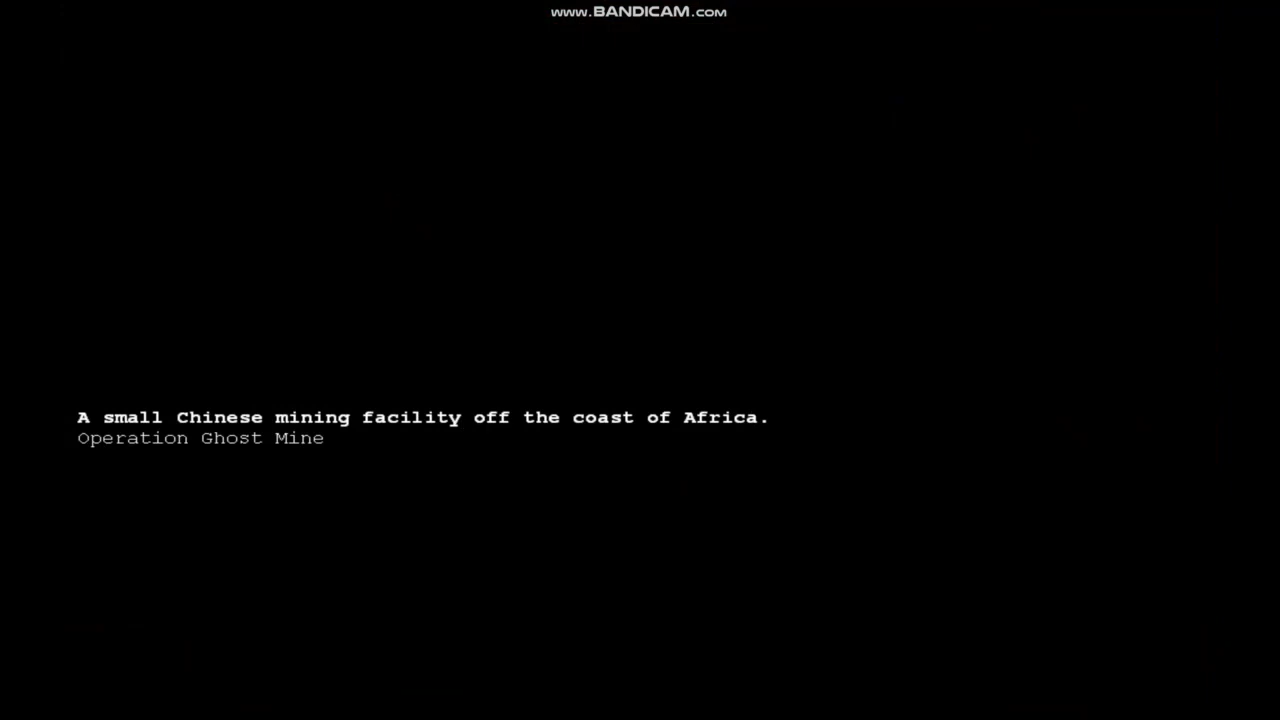 www.BANDICAM.com
A small Chinese mining facility off the coast of Africa.
Operation Ghost Mine